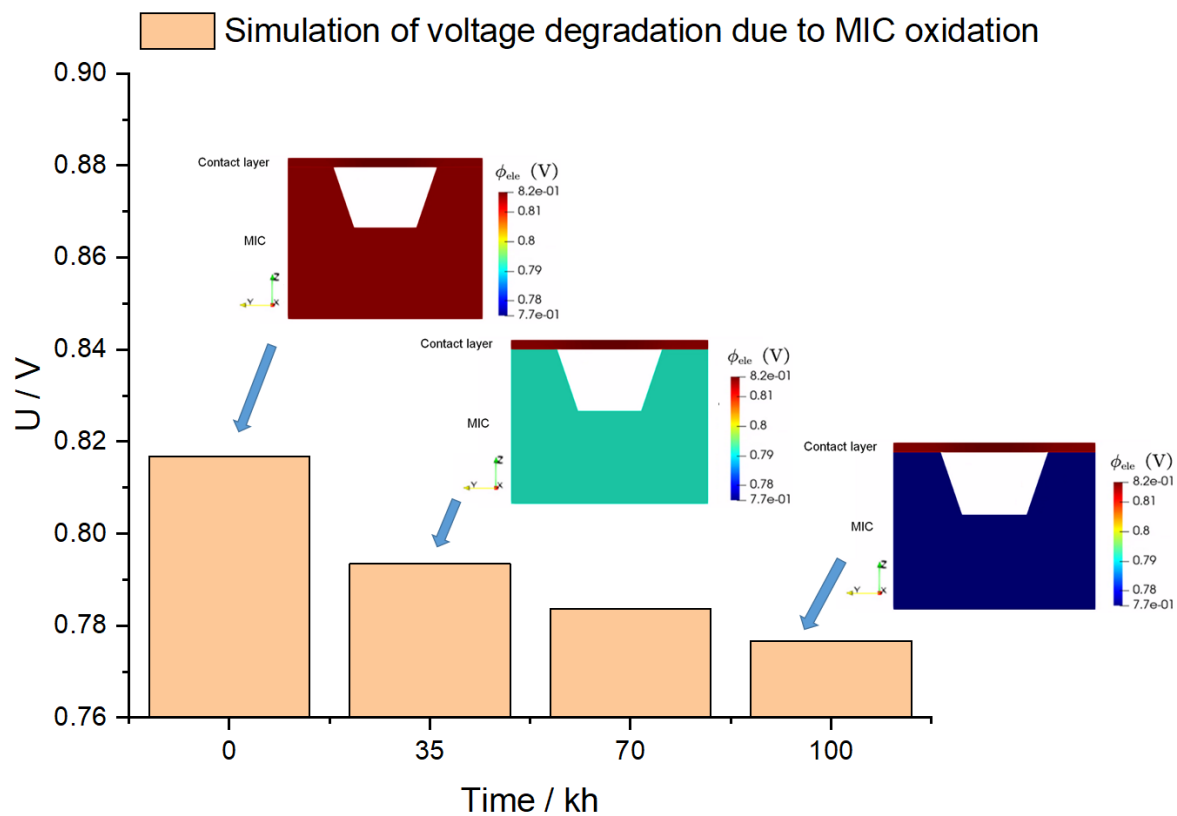 Simulation of voltage degradation due to MIC oxidation
0.90
0.88
0.86
0.84
0.82
0.80
0.78
0.76
U / V
Contact layer
MIC
Z
Y
X
ϕele (V)
8.2e-01
0.81
0.8
0.79
0.78
7.7e-01
Contact layer
MIC
Z
Y
X
ϕele (V)
8.2e-01
0.81
0.8
0.79
0.78
7.7e-01
Contact layer
MIC
Z
Y
X
ϕele (V)
8.2e-01
0.81
0.8
0.79
0.78
7.7e-01
0 35 70 100
Time / kh